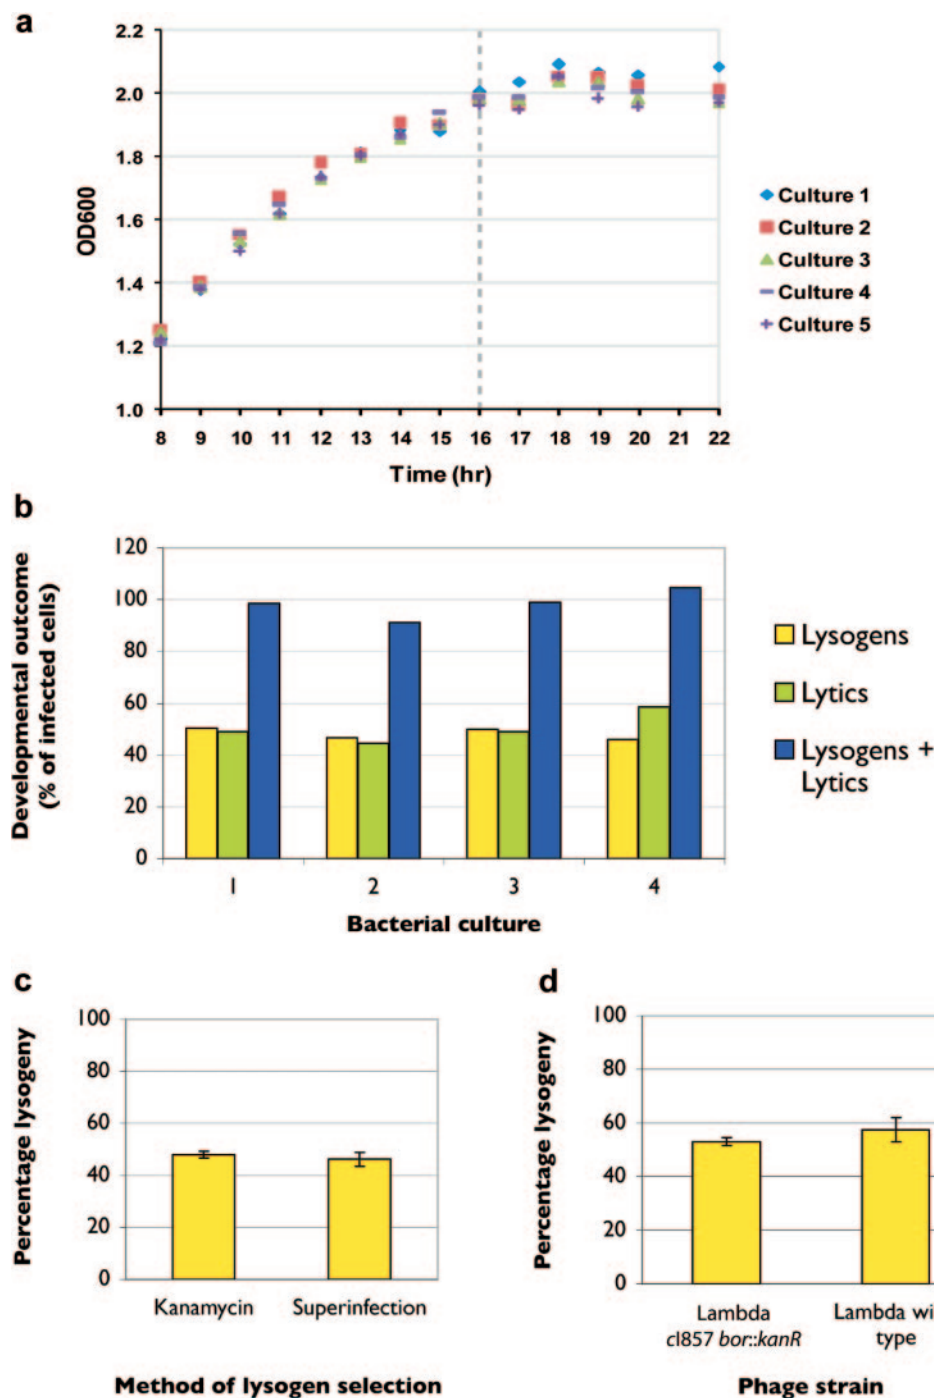 a
2.2
2.0
1.8
1.6
1.4
1.2
1.0
OD600
8 9 10 11 12 13 14 15 16 17 18 19 20 21 22
Time (hr)
Culture 1
Culture 2
Culture 3
Culture 4
Culture 5
b
120
100
80
60
40
20
0
Developmental outcome
(% of infected cells)
1 2 3 4
Bacterial culture
Lysogens
Lytics
Lysogens +
Lytics
c
100
80
60
40
20
0
Percentage lysogeny
Kanamycin Superinfection
Method of lysogen selection
d
100
80
60
40
20
0
Percentage lysogeny
Lambda
cI857 bor::kanR
Lambda wi
type
Phage strain